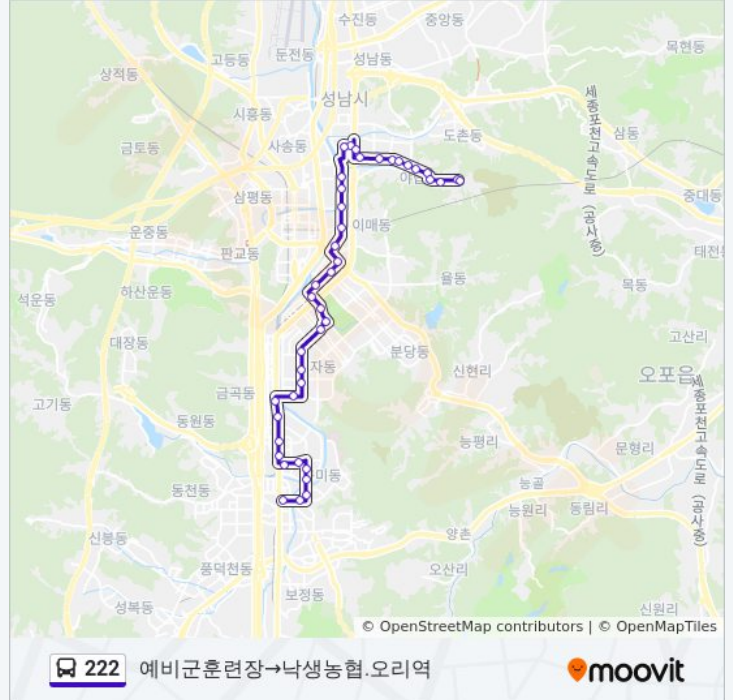 수진동
중앙동
고등동
둔전동
성남동
목현동
상적동
성남시
시흥동
세종포천고속도로 (공사중)
금토동
사송동
도촌동
삼동
삼평동
중대동
운중동
이매동
판교동
태전
율동
석운동
하산운동
목동
대장동
고산리
분당동
자동
신현리
오포읍
금곡동
세종포천고속도로 (공사중)
고기동
동원동
능평리
문형리
미동
능골
동천동
능원리
동림리
신봉동
양촌
풍덕천동
오산리
보정동
성복동
신원리
© OpenStreetMap contributors | © OpenMapTiles
222 예비군훈련장→낙생농협.오리역
moovit